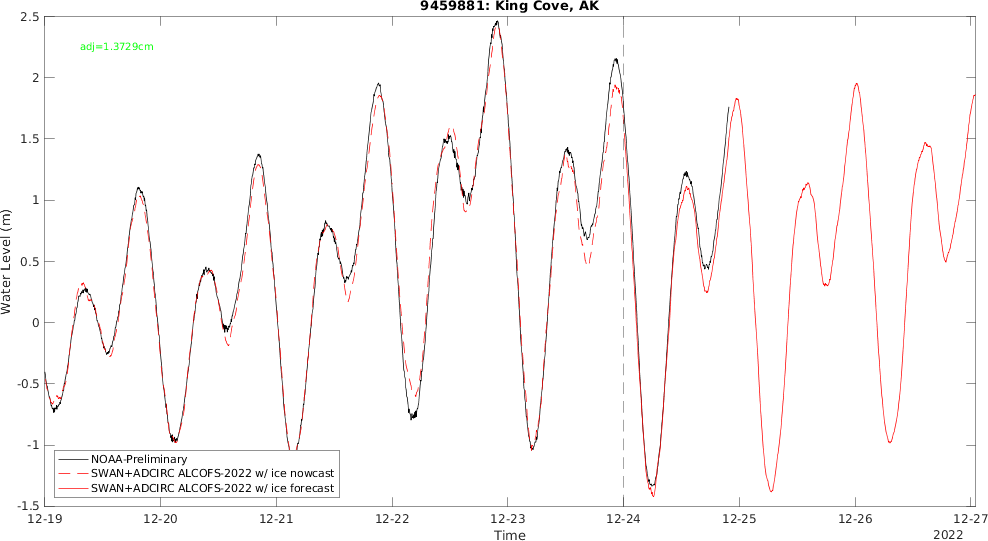 9459881: King Cove, AK
adj=1.3729cm
Water Level (m)
2.5
2
1.5
1
0.5
0
-0.5
-1
-1.5
NOAA-Preliminary
SWAN+ADCIRC ALCOFS-2022 w/ ice nowcast
SWAN+ADCIRC ALCOFS-2022 w/ ice forecast
12-19 12-20 12-21 12-22 12-23 12-24 12-25 12-26 12-27
Time
2022